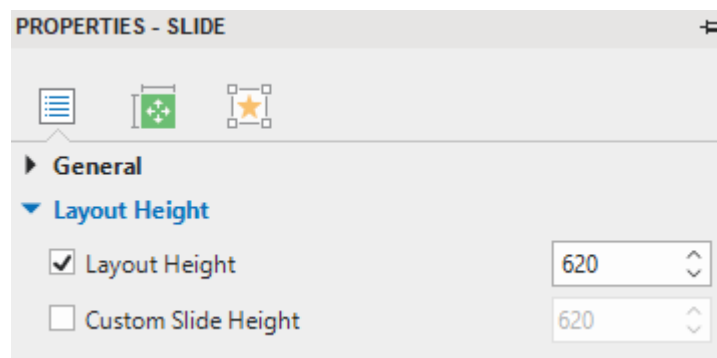 PROPERTIES - SLIDE
General
Layout Height
Layout Height 620
Custom Slide Height 620